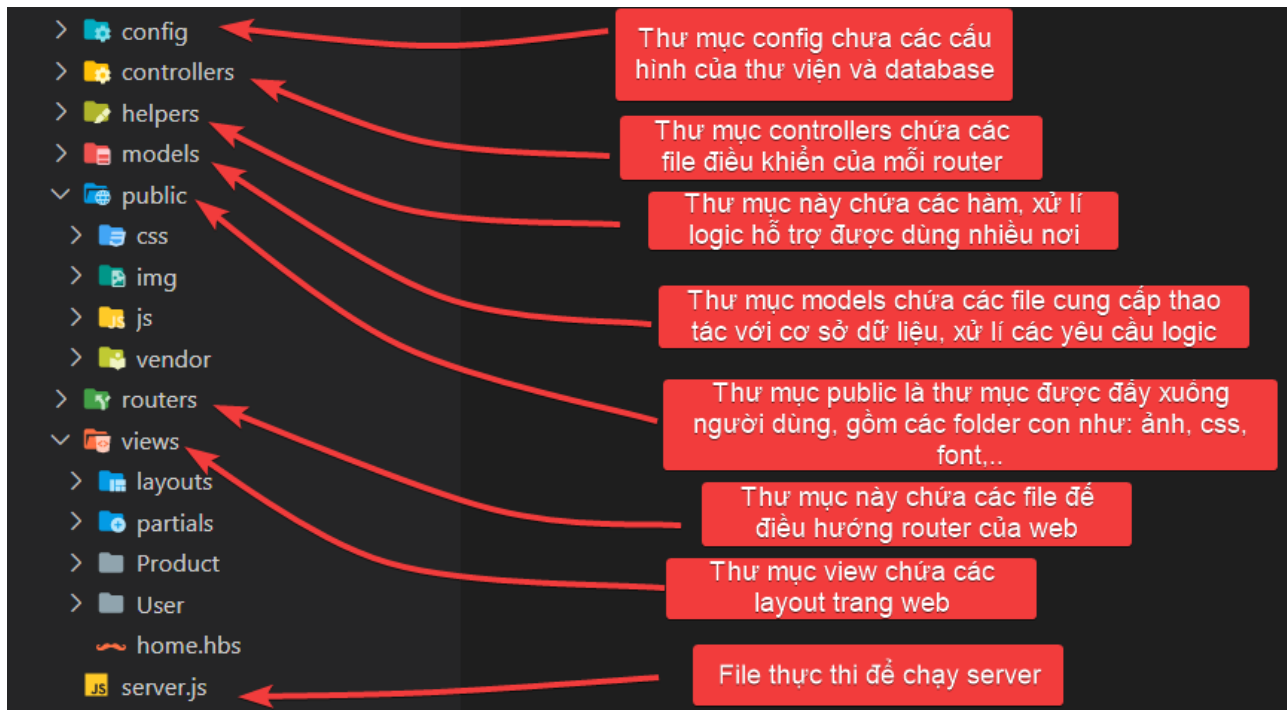 config
controllers
helpers
models
public
css
img
JS js
vendor
routers
views
layouts
partials
Product
User
home.hbs
JS server.js
Thư mục config chưa các cấu
hình của thư viện và database
Thư mục controllers chứa các
file điều khiển của mỗi router
Thư mục này chứa các hàm, xử lí
logic hỗ trợ được dùng nhiều nơi
Thư mục models chứa các file cung cấp thao
tác với cơ sở dữ liệu, xử lí các yêu cầu logic
Thư mục public là thư mục được đẩy xuống
người dùng, gồm các folder con như: ảnh, css,
font,..
Thư mục này chứa các file để
điều hướng router của web
Thư mục view chứa các
layout trang web
File thực thi để chạy server